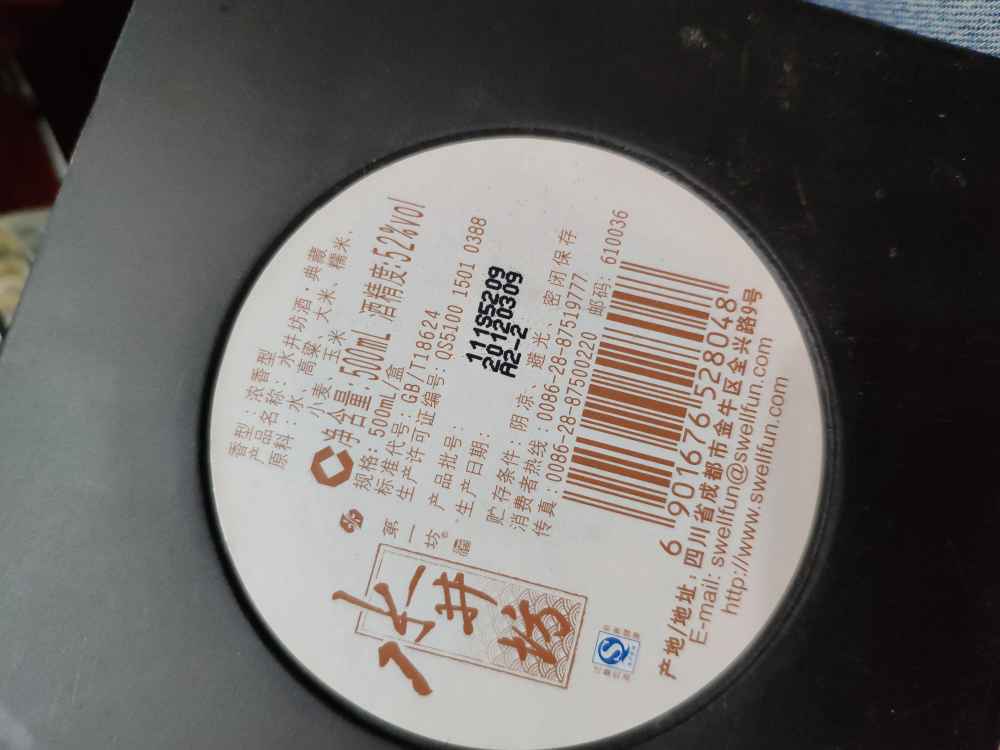 水井坊
第一坊®
香型：浓香型
产品名称：水井坊酒·典藏
原料：水、高粱、大米、糯米、
小麦、玉米
净含量:500mL 酒精度:52%vol
规格：500mL/盒
标准代号：GB/T18624
生产许可证编号：QS5100 1501 0388
产品批号：111S5209
生产日期：20120309
A2-2
贮存条件：阴凉、避光、密闭保存
消费者热线：0086-28-87519777
传真：0086-28-87500220 邮码：610036
6 901676 528048
产地/地址：四川省成都市金牛区全兴路9号
E-mail: swellfun@swellfun.com
http://www.swellfun.com